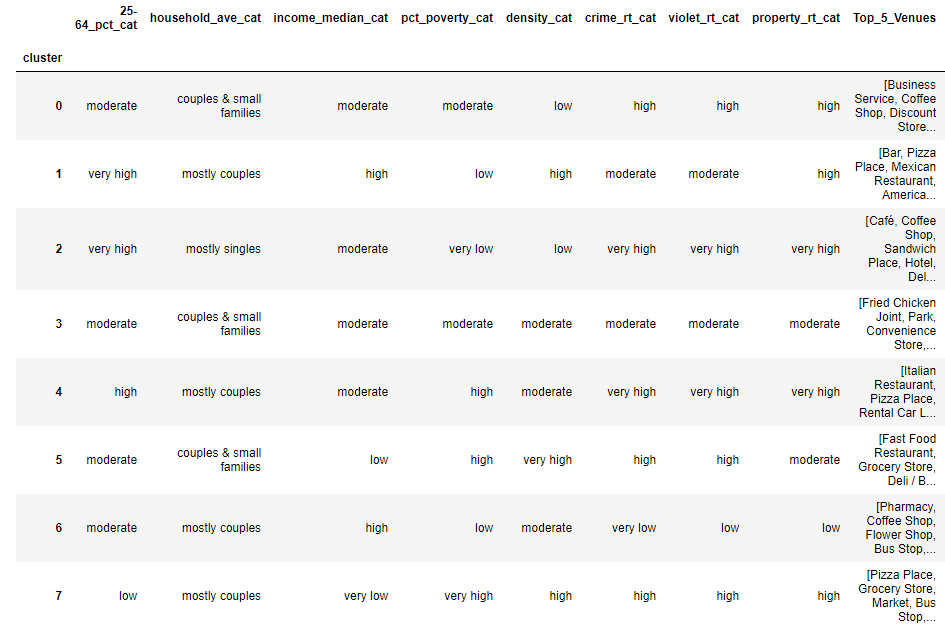 25-64_pct_cat household_ave_cat income_median_cat pct_poverty_cat density_cat crime_rt_cat violet_rt_cat property_rt_cat Top_5_Venues
cluster
0 moderate couples & small families moderate moderate low high high high [Business Service, Coffee Shop, Discount Store...
1 very high mostly couples high low high moderate moderate high [Bar, Pizza Place, Mexican Restaurant, America...
2 very high mostly singles moderate very low low very high very high very high [Café, Coffee Shop, Sandwich Place, Hotel, Del...
3 moderate couples & small families moderate moderate moderate moderate moderate moderate [Fried Chicken Joint, Park, Convenience Store,...
4 high mostly couples moderate high moderate very high very high very high [Italian Restaurant, Pizza Place, Rental Car L...
5 moderate couples & small families low high very high high high moderate [Fast Food Restaurant, Grocery Store, Deli / B...
6 moderate mostly couples high low moderate very low low low [Pharmacy, Coffee Shop, Flower Shop, Bus Stop,...
7 low mostly couples very low very high high high high high [Pizza Place, Grocery Store, Market, Bus Stop,...